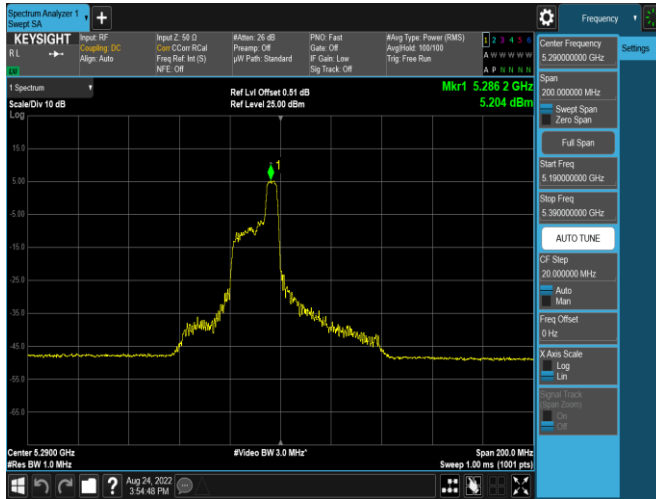 Spectrum Analyzer 1
Swept SA
+
Frequency
KEYSIGHT
RL
LU
Input: RF
Coupling: DC
Align: Auto
Input Z: 50 Ω
Corr CCorr RCal
Freq Ref: Int (S)
NFE: Off
#Atten: 26 dB
Preamp: Off
µW Path: Standard
PNO: Fast
Gate: Off
IF Gain: Low
Sig Track: Off
#Avg Type: Power (RMS)
Avg|Hold: 100/100
Trig: Free Run
1 2 3 4 5 6
A W W W W W
A P N N N N
1 Spectrum
Scale/Div 10 dB
Log
Ref Lvl Offset 0.51 dB
Ref Level 25.00 dBm
Mkr1 5.286 2 GHz
5.204 dBm
1
15.0
5.00
-5.00
-15.0
-25.0
-35.0
-45.0
-55.0
-65.0
Center 5.2900 GHz
#Res BW 1.0 MHz
#Video BW 3.0 MHz*
Span 200.0 MHz
Sweep 1.00 ms (1001 pts)
Aug 24, 2022
3:54:48 PM
Settings
Center Frequency
5.290000000 GHz
Span
200.000000 MHz
Swept Span
Zero Span
Full Span
Start Freq
5.190000000 GHz
Stop Freq
5.390000000 GHz
AUTO TUNE
CF Step
20.000000 MHz
Auto
Man
Freq Offset
0 Hz
X Axis Scale
Log
Lin
Signal Track
(Span Zoom)
On
Off